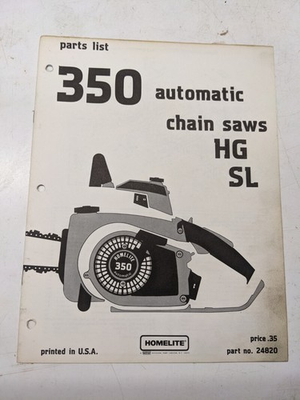 parts list
350 automatic
chain saws
HG
SL
HOMELITE
350
HOMELITE
price .35
printed in U.S.A.
part no. 24820